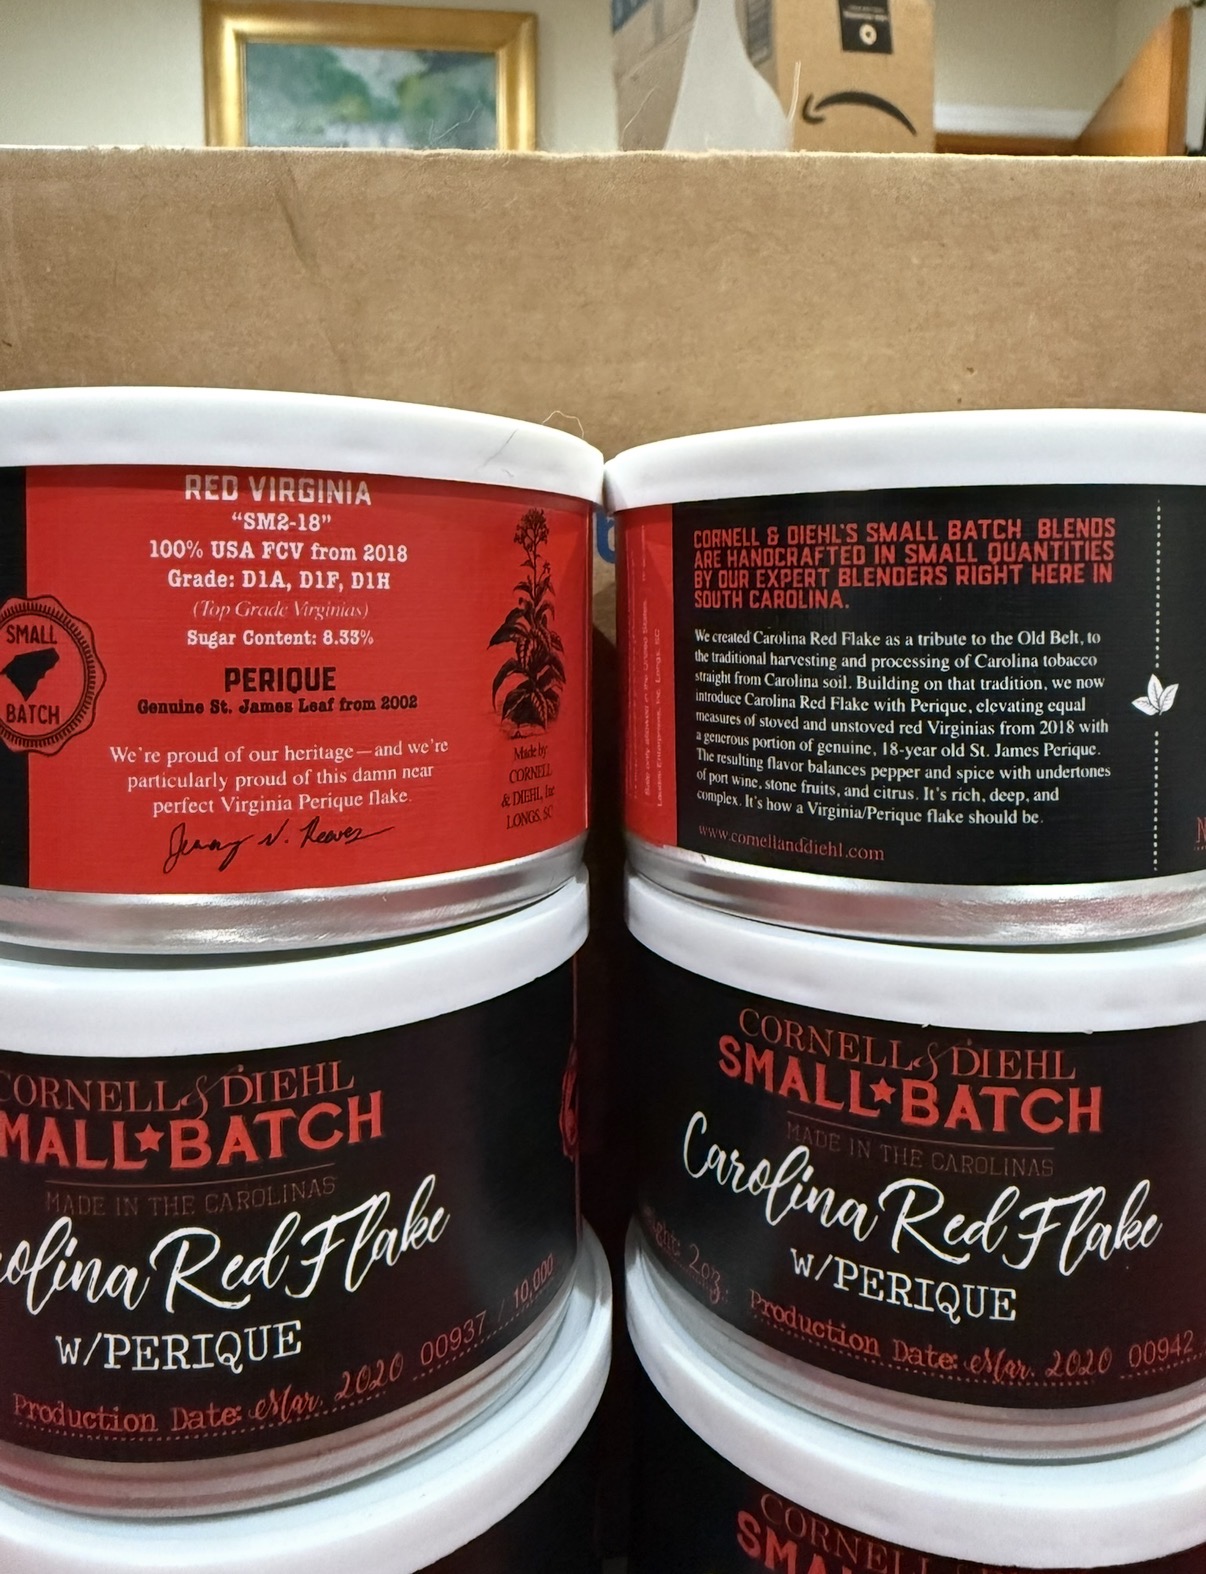 RED VIRGINIA
"SM2-18"
100% USA FCV from 2018
Grade: D1A, D1F, D1H
(Top Grade Virginias)
Sugar Content: 8.33%
PERIQUE
Genuine St. James Leaf from 2002
We're proud of our heritage—and we're
particularly proud of this damn near
perfect Virginia Perique flake.
Jeremy N. Reeves
SMALL
BATCH
Made by
CORNELL
& DIEHL, Inc
LONGS, SC
CORNELL & DIEHL'S SMALL BATCH BLENDS
ARE HANDCRAFTED IN SMALL QUANTITIES
BY OUR EXPERT BLENDERS RIGHT HERE IN
SOUTH CAROLINA.
We created Carolina Red Flake as a tribute to the Old Belt, to
the traditional harvesting and processing of Carolina tobacco
straight from Carolina soil. Building on that tradition, we now
introduce Carolina Red Flake with Perique, elevating equal
measures of stoved and unstoved red Virginias from 2018 with
a generous portion of genuine, 18-year old St. James Perique.
The resulting flavor balances pepper and spice with undertones
of port wine, stone fruits, and citrus. It's rich, deep, and
complex. It's how a Virginia/Perique flake should be.
www.cornellanddiehl.com
CORNELL & DIEHL
MALL★BATCH
MADE IN THE CAROLINAS
rolina Red Flake
w/PERIQUE
Production Date: Mar. 2020 00937 / 10,000
CORNELL & DIEHL
SMALL★BATCH
MADE IN THE CAROLINAS
Carolina Red Flake
w/PERIQUE
2oz.
Production Date: Mar. 2020 00942
CORNELL
SMAL